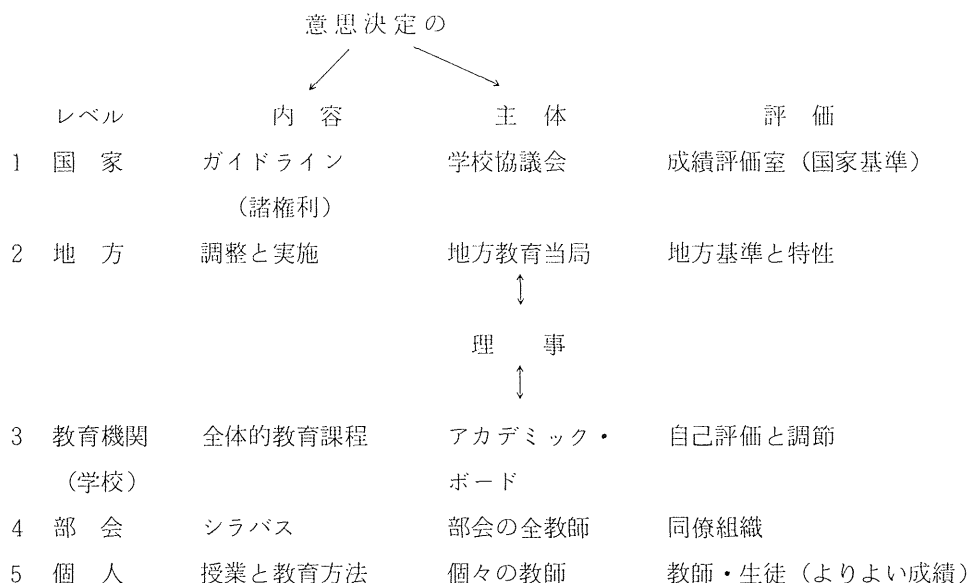 意思決定の
レベル 内容 主体 評価
1 国家 ガイドライン 学校協議会 成績評価室（国家基準）
（諸権利）
2 地方 調整と実施 地方教育当局 地方基準と特性
理事
3 教育機関 全体的教育課程 アカデミック・ 自己評価と調節
（学校） ボード
4 部会 シラバス 部会の全教師 同僚組織
5 個人 授業と教育方法 個々の教師 教師・生徒（よりよい成績）